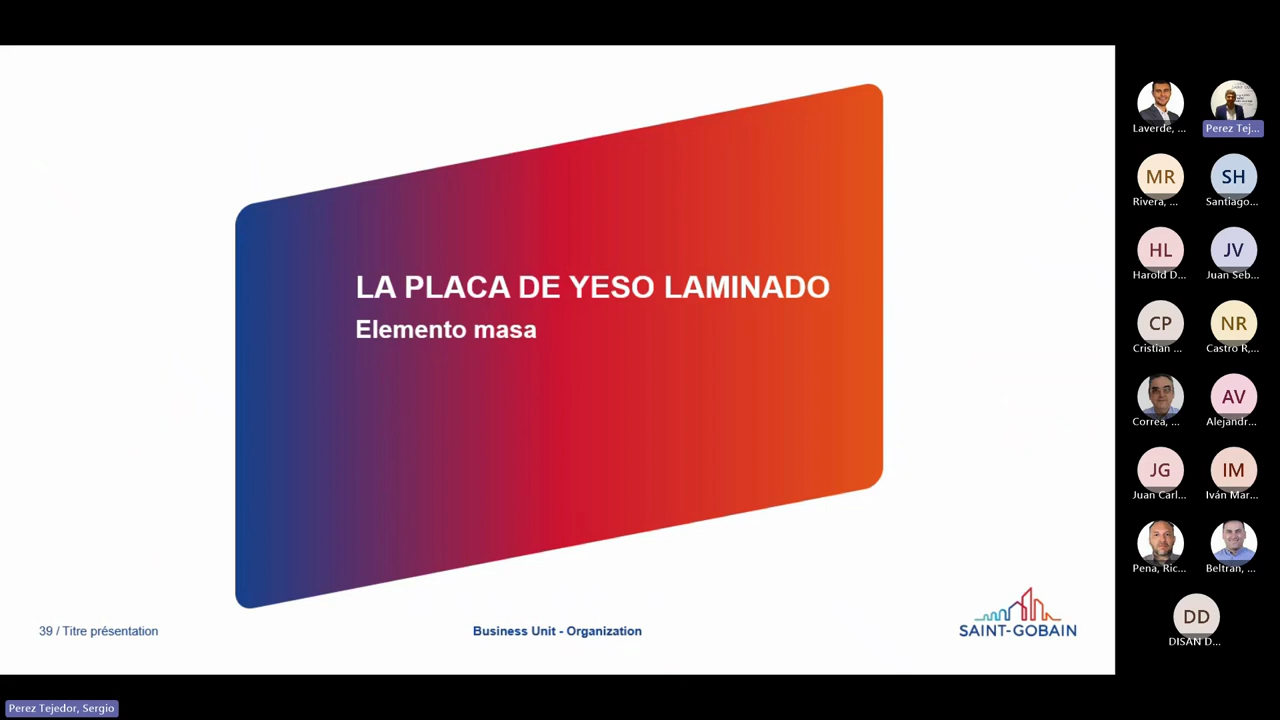 LA PLACA DE YESO LAMINADO
Elemento masa
39 / Titre présentation
Business Unit - Organization
SAINT-GOBAIN
Laverde, ...
Perez Tej...
MR
Rivera, ...
SH
Santiago...
HL
Harold D...
JV
Juan Seb...
CP
Cristian ...
NR
Castro R,...
Correa, ...
AV
Alejandr...
JG
Juan Carl...
IM
Iván Mar...
Pena, Ric...
Beltran, ...
DD
DISAN D...
Perez Tejedor, Sergio